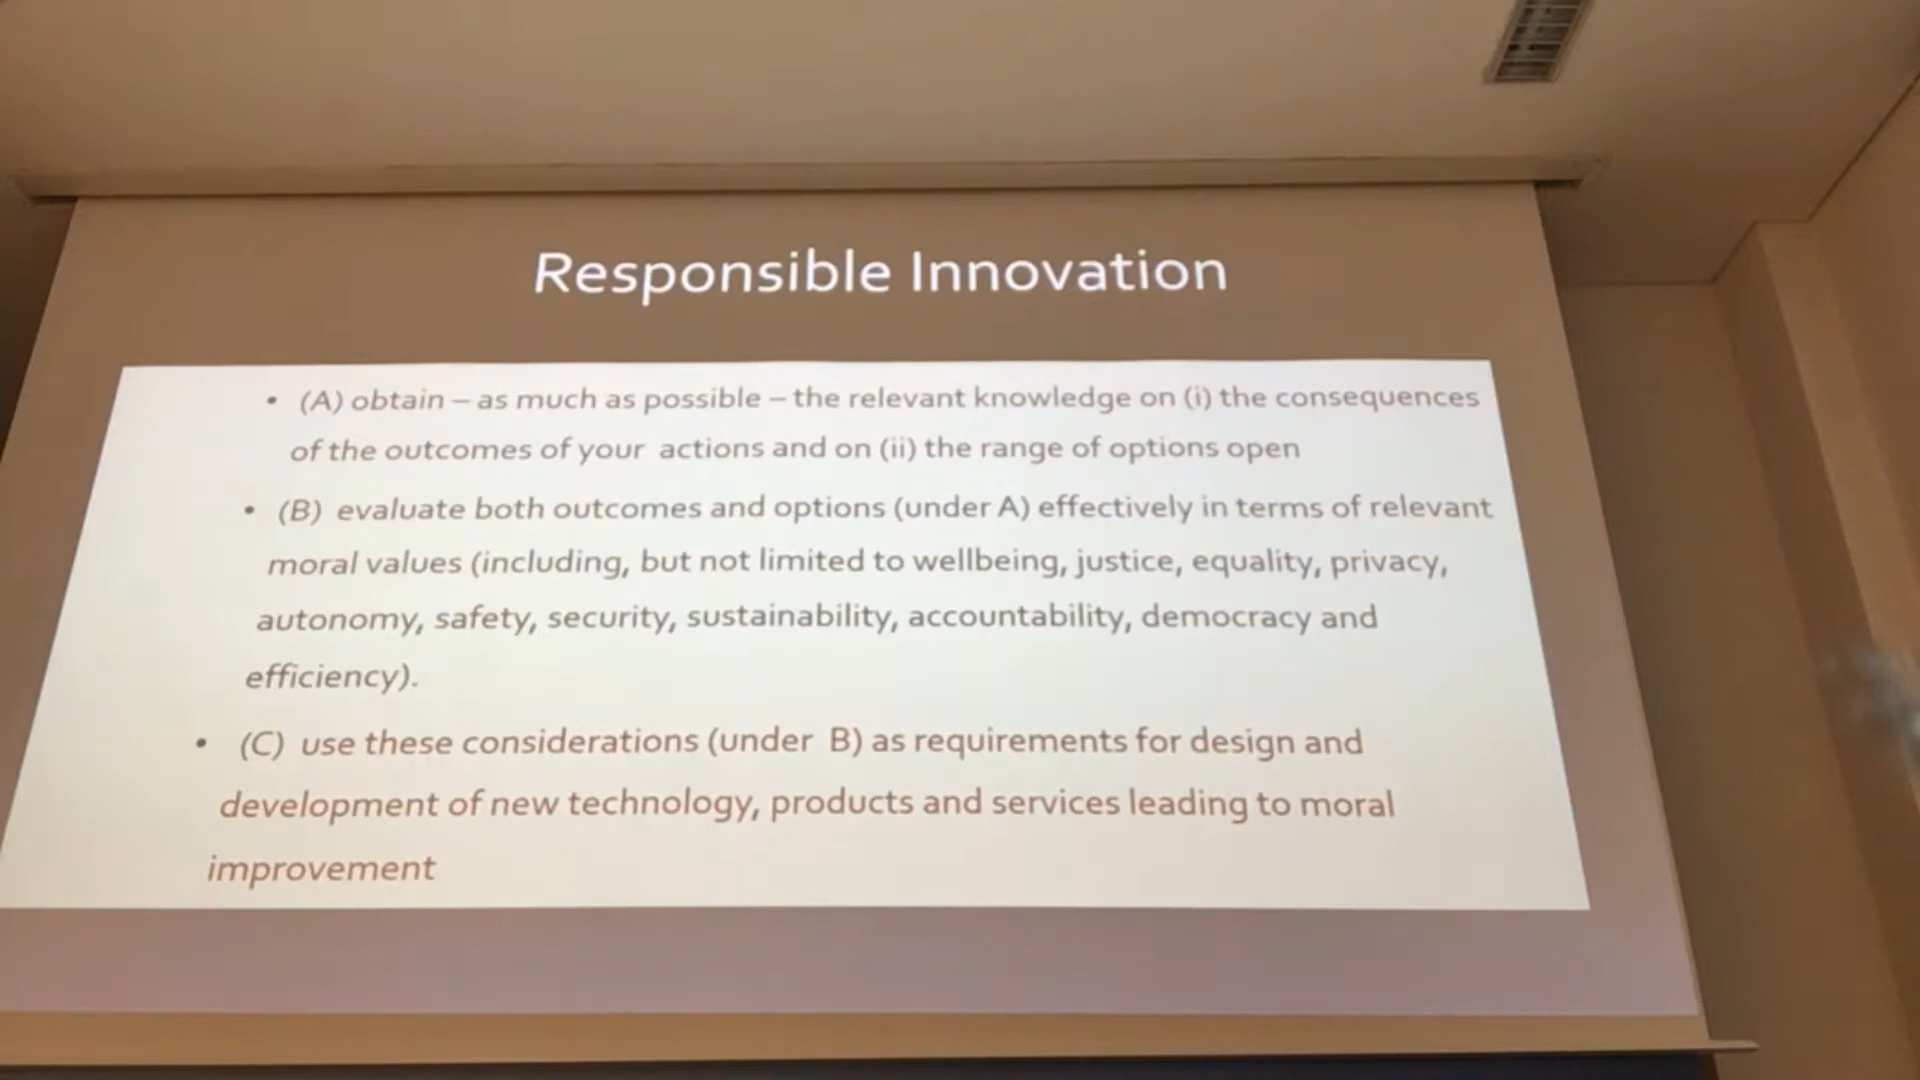 Responsible Innovation
• (A) obtain – as much as possible – the relevant knowledge on (i) the consequences
of the outcomes of your actions and on (ii) the range of options open
• (B) evaluate both outcomes and options (under A) effectively in terms of relevant
moral values (including, but not limited to wellbeing, justice, equality, privacy,
autonomy, safety, security, sustainability, accountability, democracy and
efficiency).
• (C) use these considerations (under B) as requirements for design and
development of new technology, products and services leading to moral
improvement